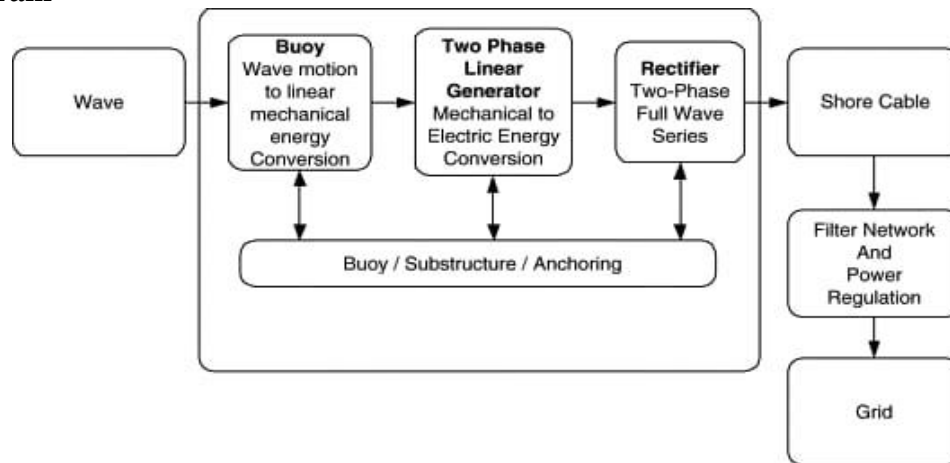 Wave
Buoy
Wave motion
to linear
mechanical
energy
Conversion
Two Phase
Linear
Generator
Mechanical to
Electric Energy
Conversion
Rectifier
Two-Phase
Full Wave
Series
Shore Cable
Buoy / Substructure / Anchoring
Filter Network
And
Power
Regulation
Grid